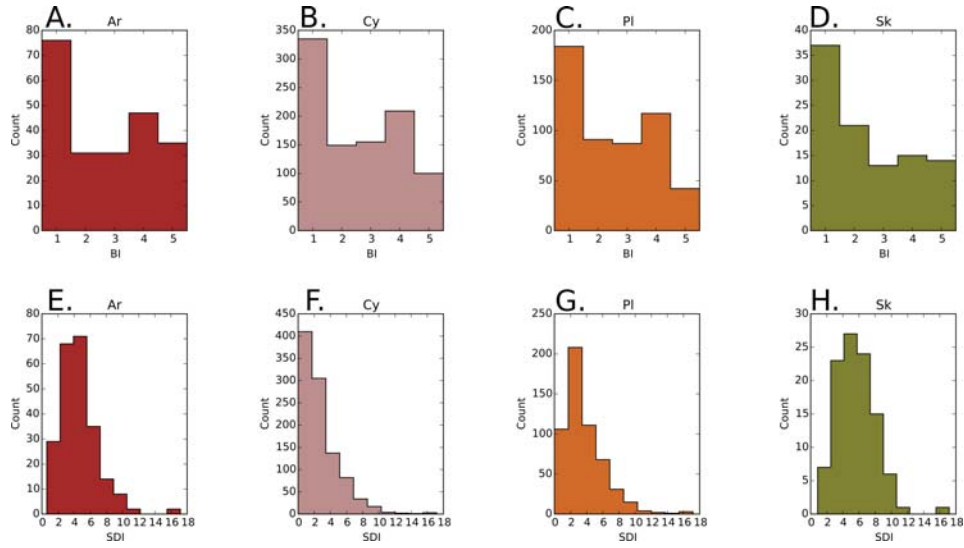 A. B. C. D.
Ar Cy Pl Sk
80 350 200 40
70 300 150 35
60 250 100 30
50 200 50 25
40 150 0 20
30 100 15
20 50 10
10 0 5
0 0
Count Count Count Count
1 2 3 4 5 1 2 3 4 5 1 2 3 4 5 1 2 3 4 5
BI BI BI BI
E. F. G. H.
Ar Cy Pl Sk
80 450 250 30
70 400 200 25
60 350 150 20
50 300 100 15
40 250 50 10
30 200 0 5
20 150 0
10 100
0 50
0
Count Count Count Count
0 2 4 6 8 10 12 14 16 18 0 2 4 6 8 10 12 14 16 18 0 2 4 6 8 10 12 14 16 18 0 2 4 6 8 10 12 14 16 18
SDI SDI SDI SDI